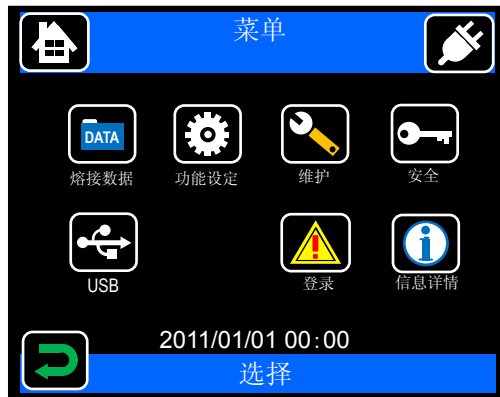 菜单
DATA
熔接数据
功能设定
维护
安全
USB
登录
信息详情
2011/01/01 00:00
选择